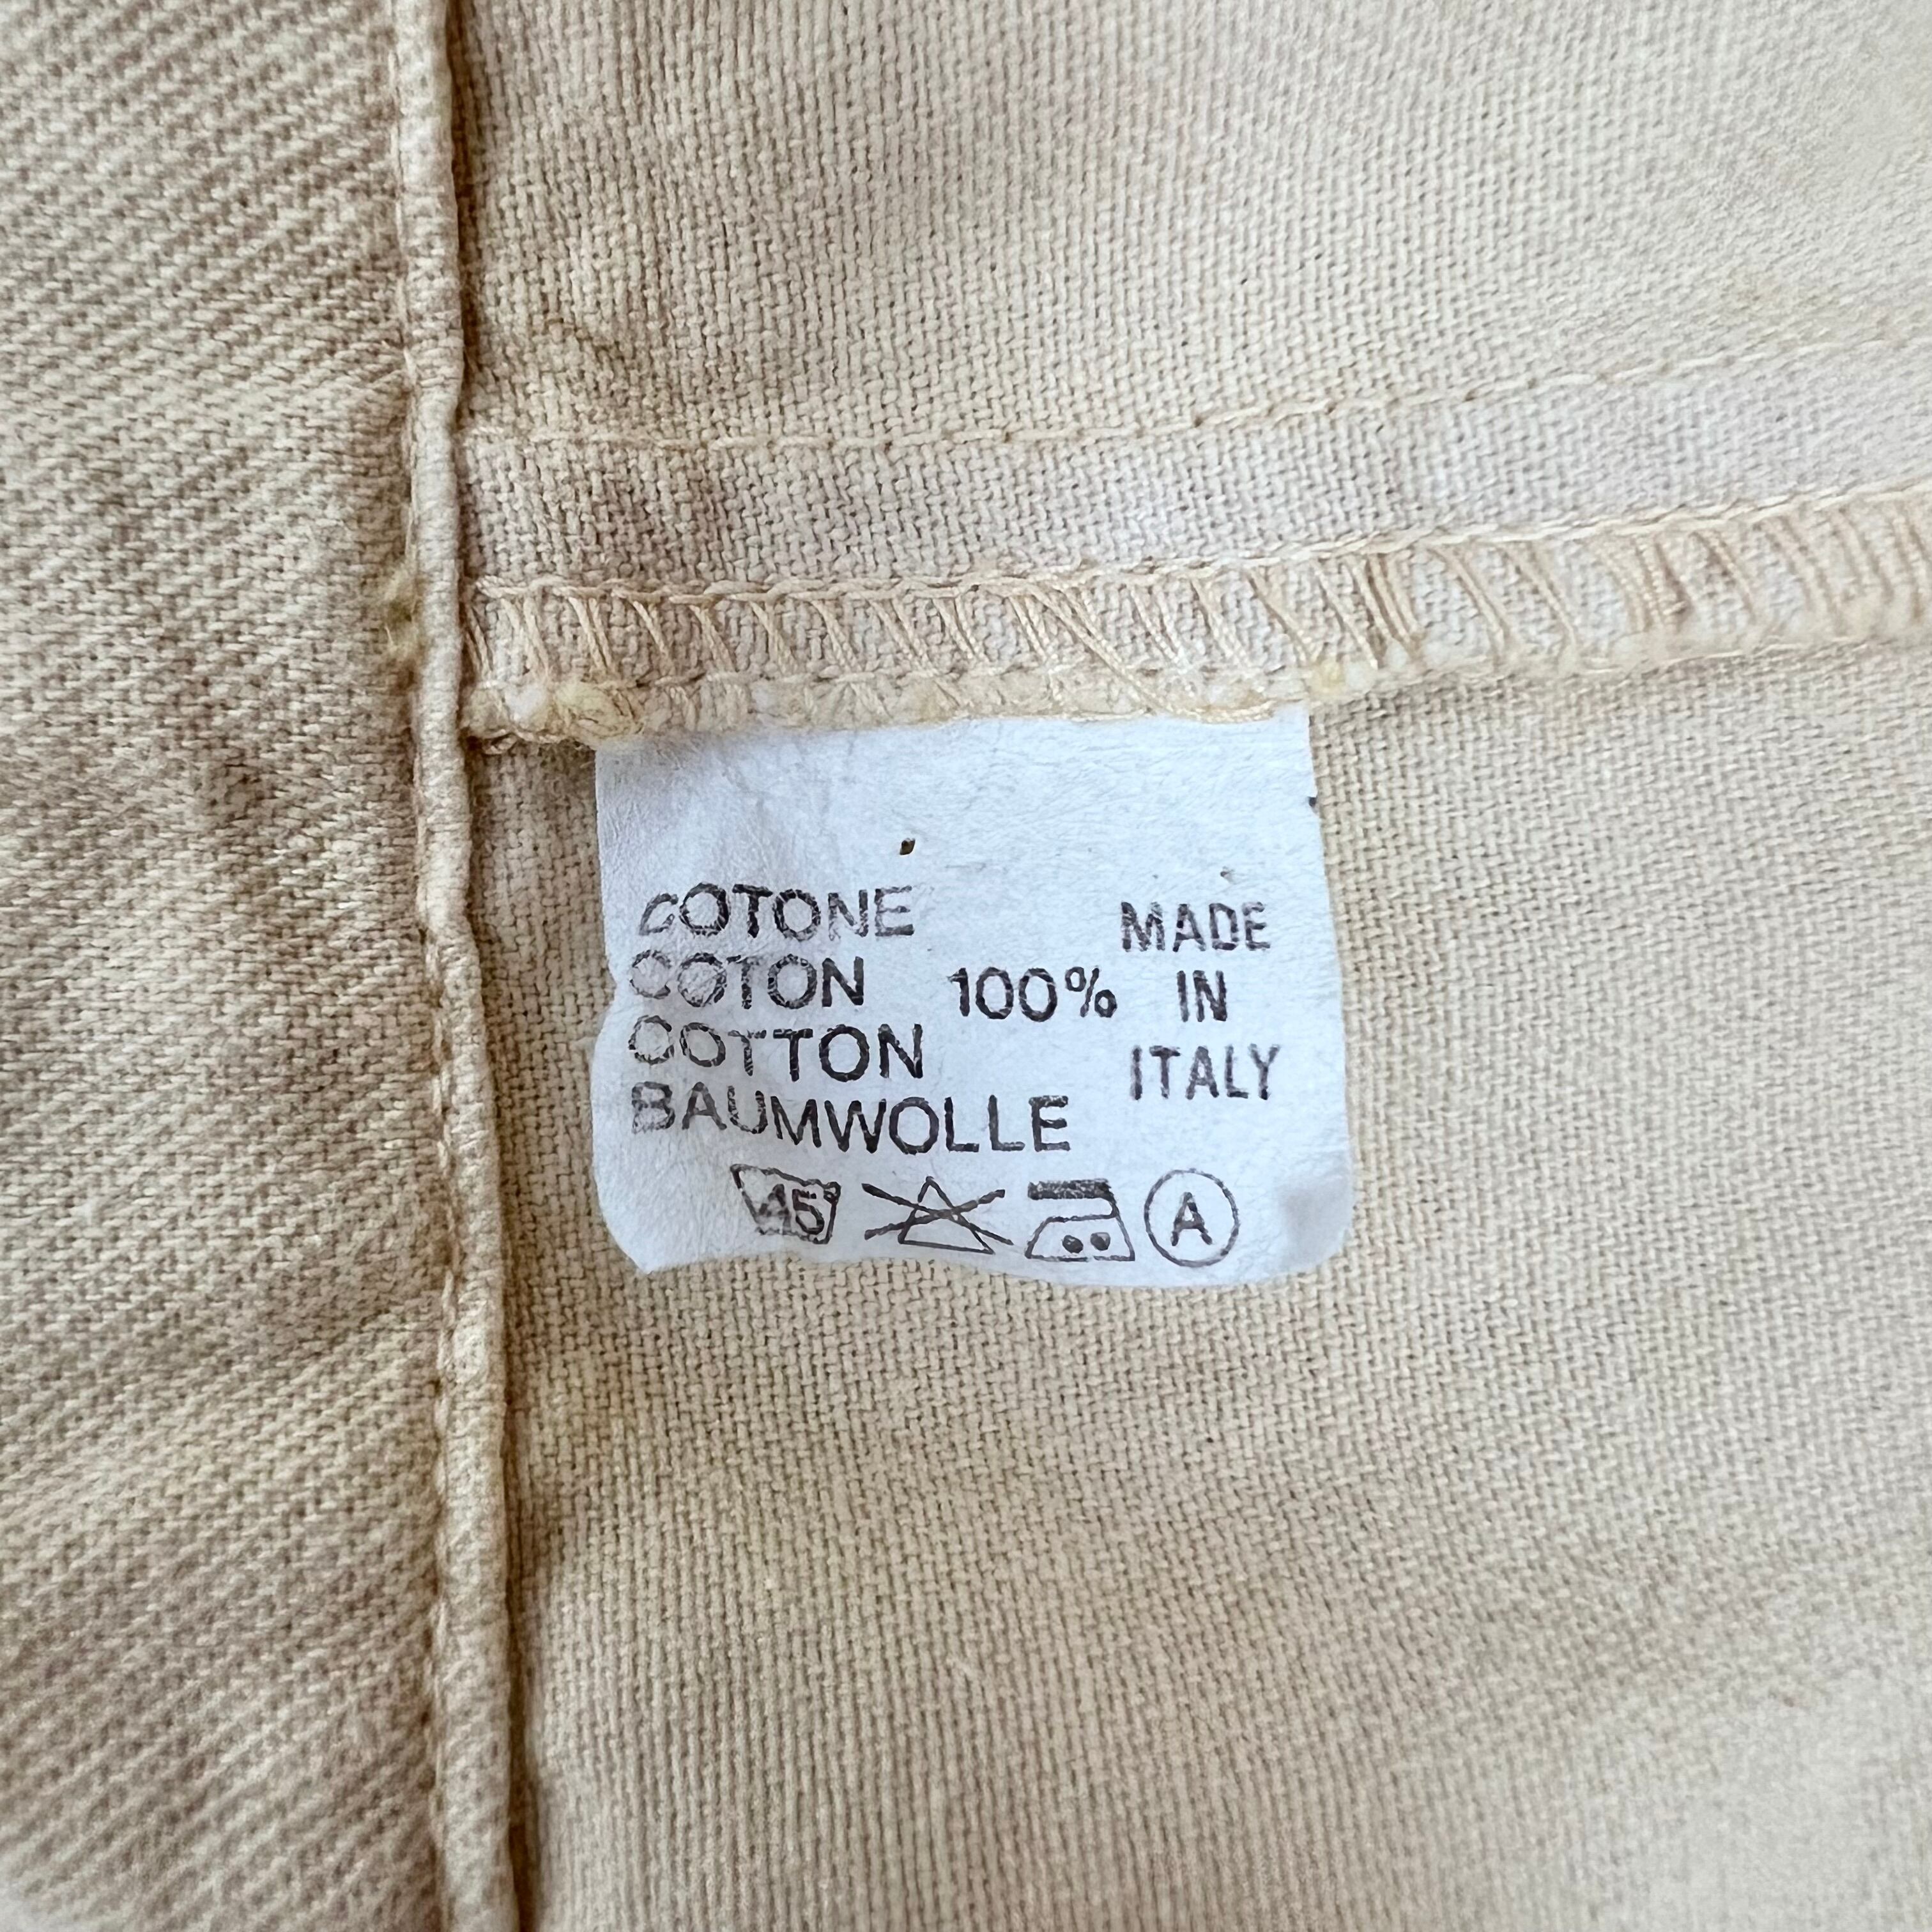 COTONE
COTON 100%
COTTON
BAUMWOLLE
MADE
IN
ITALY
45°
A